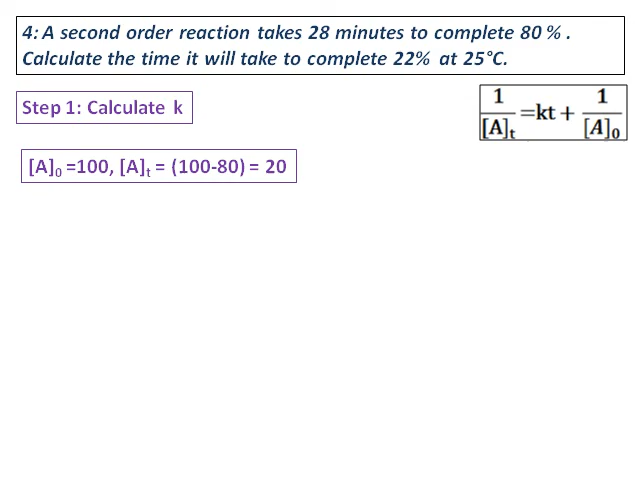 4: A second order reaction takes 28 minutes to complete 80 % .
Calculate the time it will take to complete 22% at 25°C.
Step 1: Calculate k
1/[A]ₜ =kt + 1/[A]₀
[A]₀ =100, [A]ₜ = (100-80) = 20